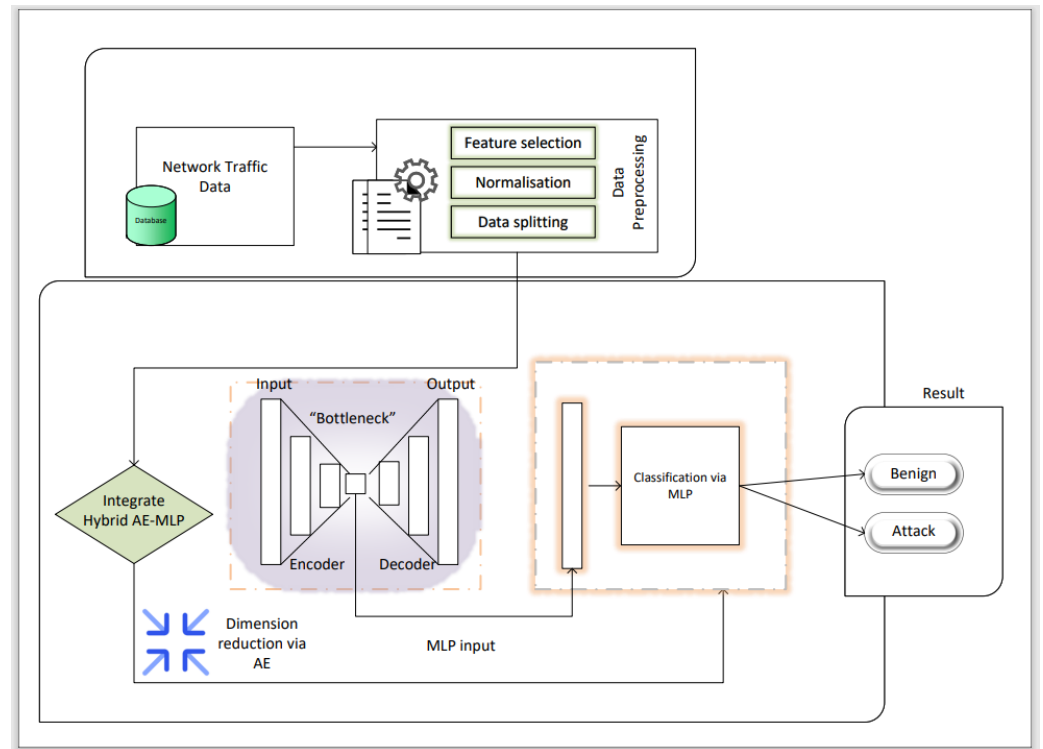 Network Traffic
Data
Database
Feature selection
Normalisation
Data splitting
Data
Preprocessing
Input
Output
“Bottleneck”
Encoder
Decoder
Integrate
Hybrid AE-MLP
Dimension
reduction via
AE
MLP input
Classification via
MLP
Result
Benign
Attack